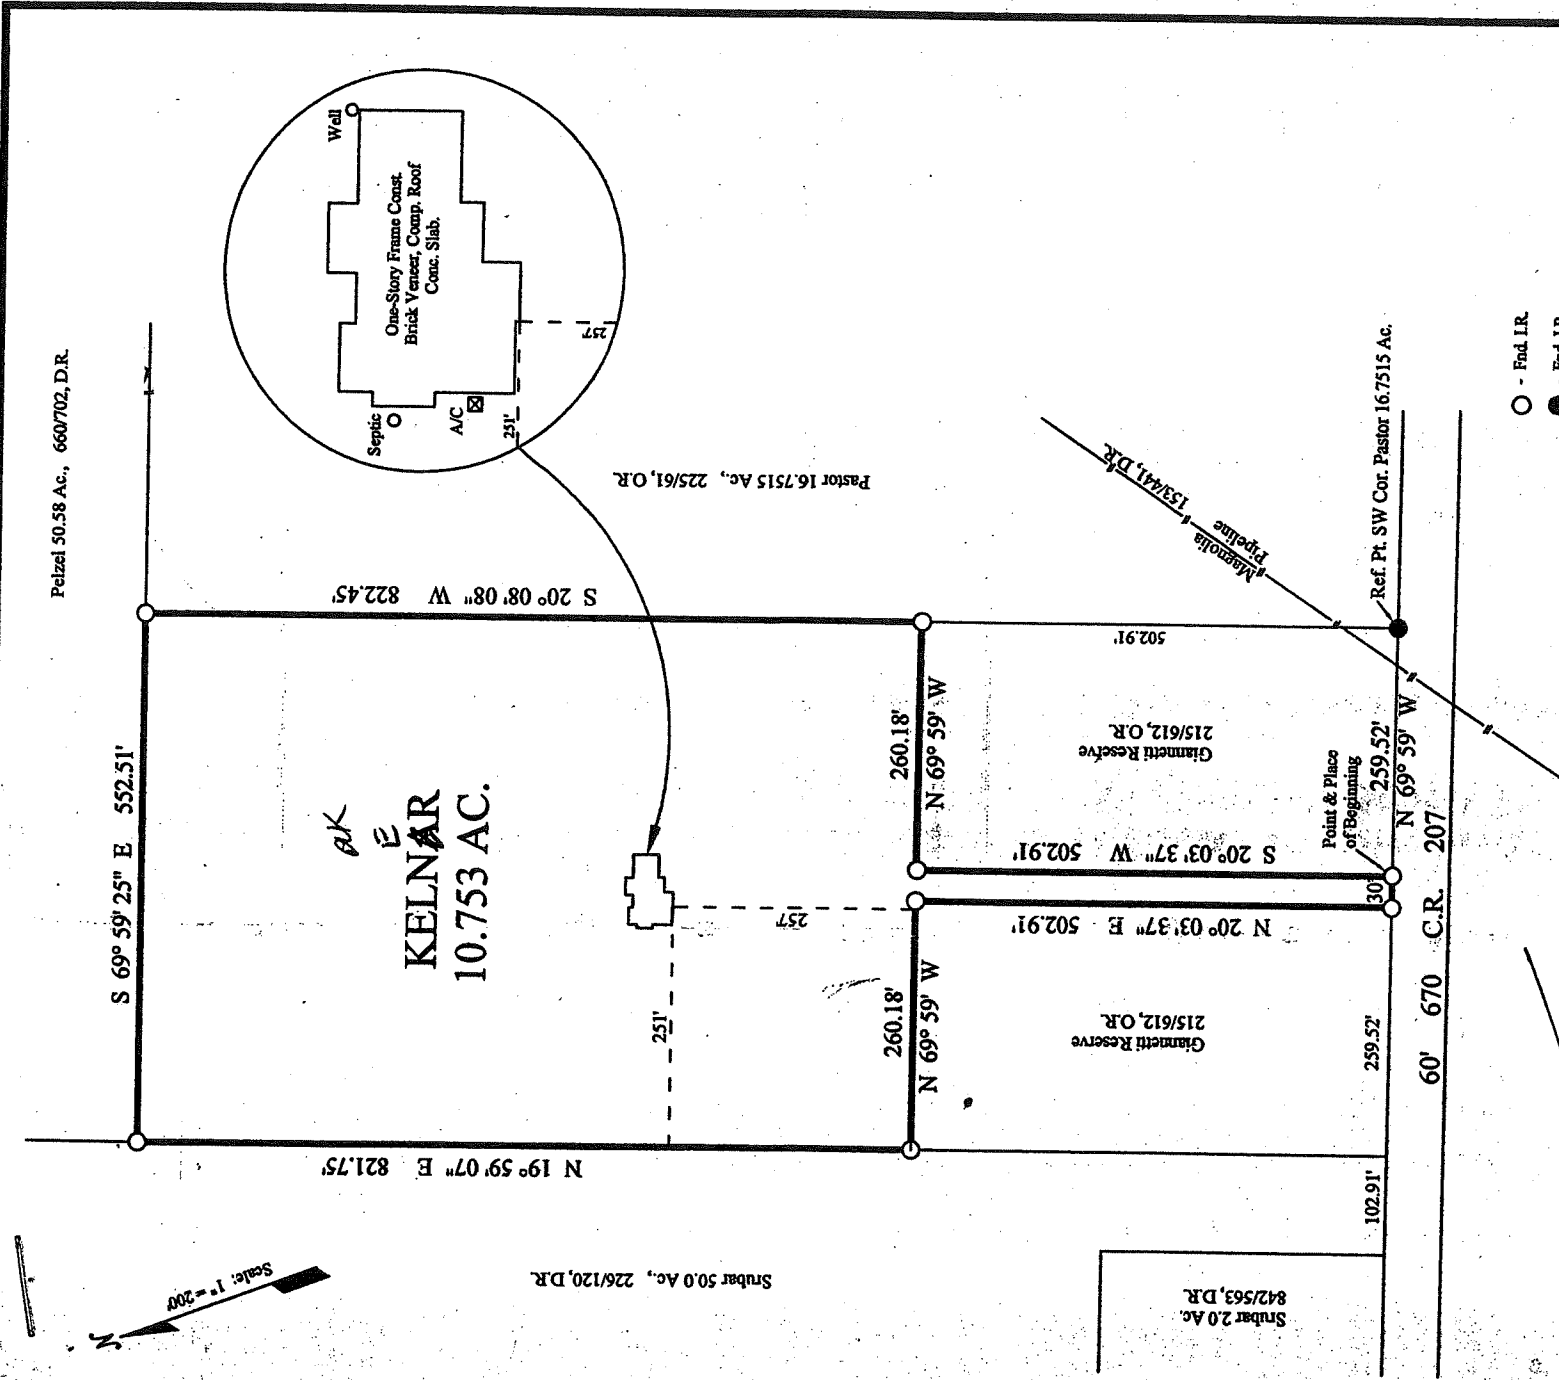 Pelzel 50.58 Ac., 660/702, D.R.
Well
One-Story Frame Const.
Brick Veneer, Comp. Roof
Conc. Slab.
Septic
A/C
251'
257'
Pastor 16.7515 Ac., 225/61, O.R.
S 69° 59' 25" E 552.51'
S 20° 08' 08" W 822.45'
OK
E
KELNAR
10.753 AC.
251'
257'
N 19° 59' 07" E 821.75'
260.18'
N 69° 59' W
260.18'
N 69° 59' W
502.91'
Giannetti Reserve
215/612, O.R.
S 20° 03' 37" W 502.91'
N 20° 03' 37" E 502.91'
Giannetti Reserve
215/612, O.R.
Magnolia
Pipeline
153/441, D.R.
Ref. Pt. SW Cor. Pastor 16.7515 Ac.
Point & Place
of Beginning
259.52'
N 69° 59' W
30'
259.52'
102.91'
60' 670 C.R. 207
Srubar 50.0 Ac., 226/120, D.R.
Srubar 2.0 Ac.
842/563, D.R.
Scale: 1" = 200'
N
- Fnd. I.R.
- Fnd. I.P.